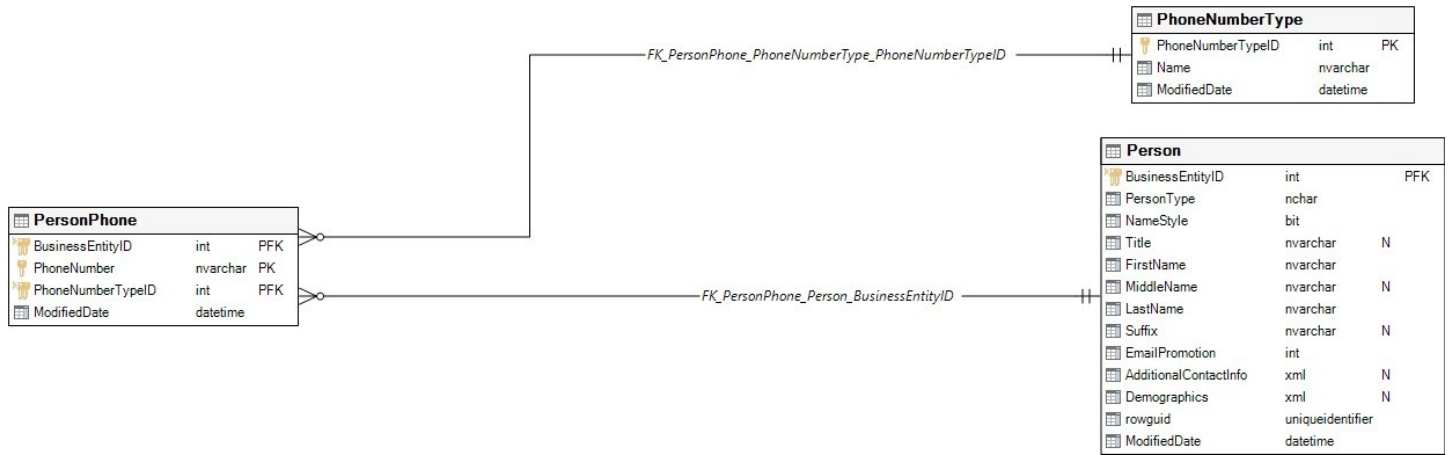 PhoneNumberType
PhoneNumberTypeID int PK
Name nvarchar
ModifiedDate datetime
FK_PersonPhone_PhoneNumberType_PhoneNumberTypeID
Person
BusinessEntityID int PFK
PersonType nchar
NameStyle bit
Title nvarchar N
FirstName nvarchar
MiddleName nvarchar N
LastName nvarchar
Suffix nvarchar N
EmailPromotion int
AdditionalContactInfo xml N
Demographics xml N
rowguid uniqueidentifier
ModifiedDate datetime
PersonPhone
BusinessEntityID int PFK
PhoneNumber nvarchar PK
PhoneNumberTypeID int PFK
ModifiedDate datetime
FK_PersonPhone_Person_BusinessEntityID